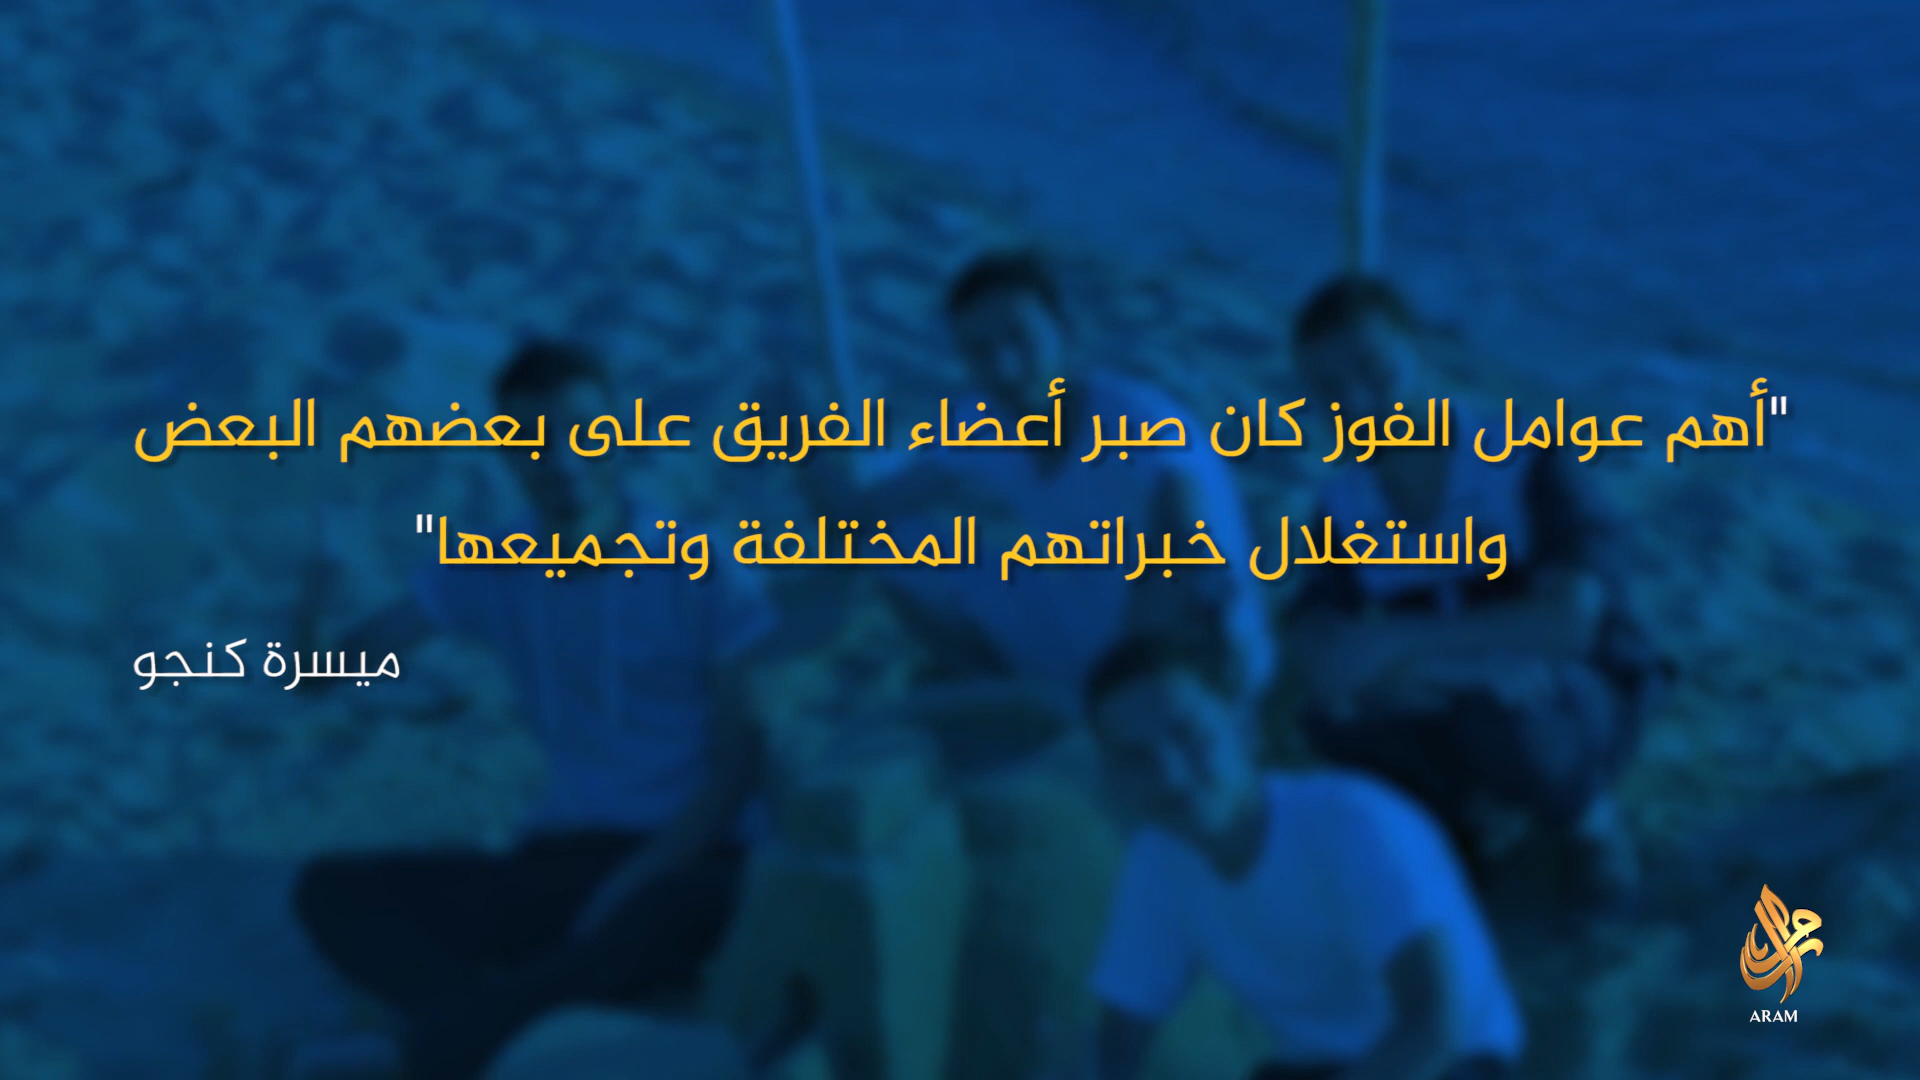 "أهم عوامل الفوز كان صبر أعضاء الفريق على بعضهم البعض
واستغلال خبراتهم المختلفة وتجميعها"
ميسرة كنجو
ARAM